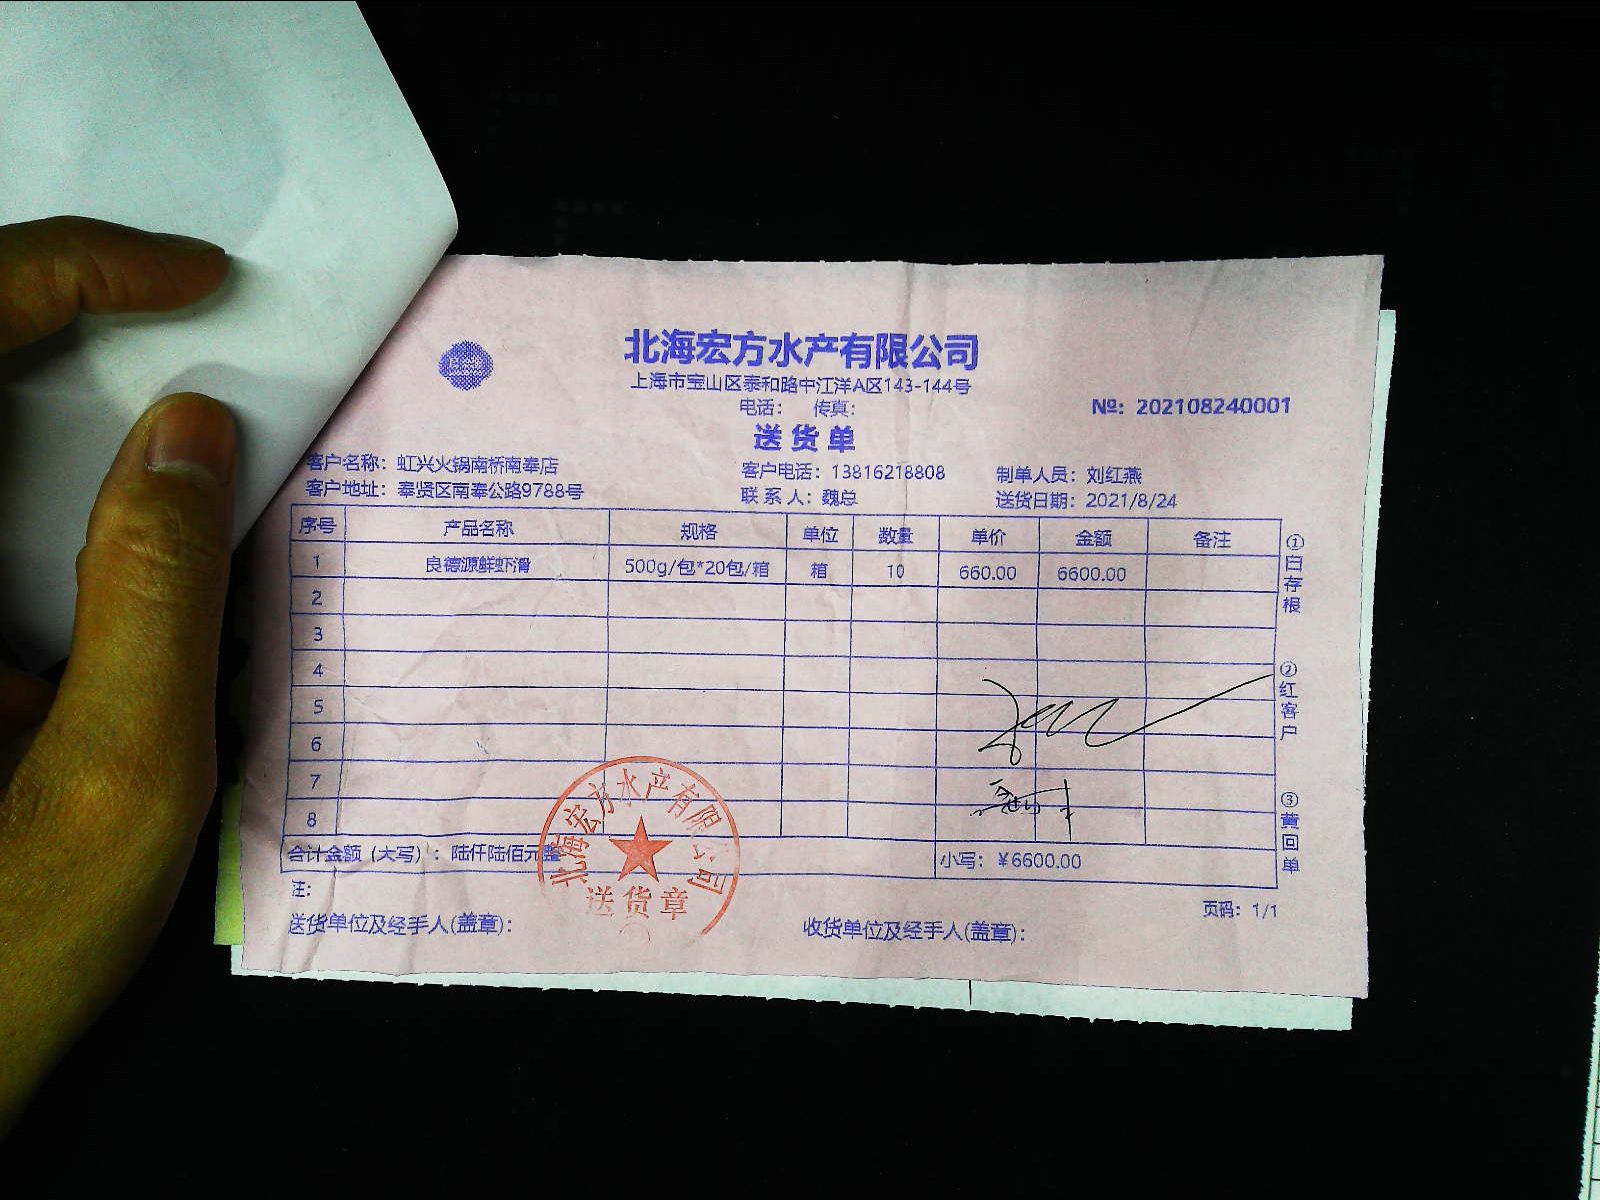 北海宏方水产有限公司
上海市宝山区泰和路中江洋A区143-144号
电话： 传真：
№: 202108240001
送货单
客户名称：虹兴火锅南桥南奉店 客户电话：13816218808 制单人员：刘红燕
客户地址：奉贤区南奉公路9788号 联系人：魏总 送货日期：2021/8/24
序号 产品名称 规格 单位 数量 单价 金额 备注
1 良德源鲜虾滑 500g/包*20包/箱 箱 10 660.00 6600.00
2
3
4
5
6
7
8
合计金额（大写）：陆仟陆佰元整 小写：¥6600.00
注：
页码：1/1
送货单位及经手人(盖章)： 收货单位及经手人(盖章)：
①白存根
②红客户
③黄回单
北海宏方水产有限公司
送货章